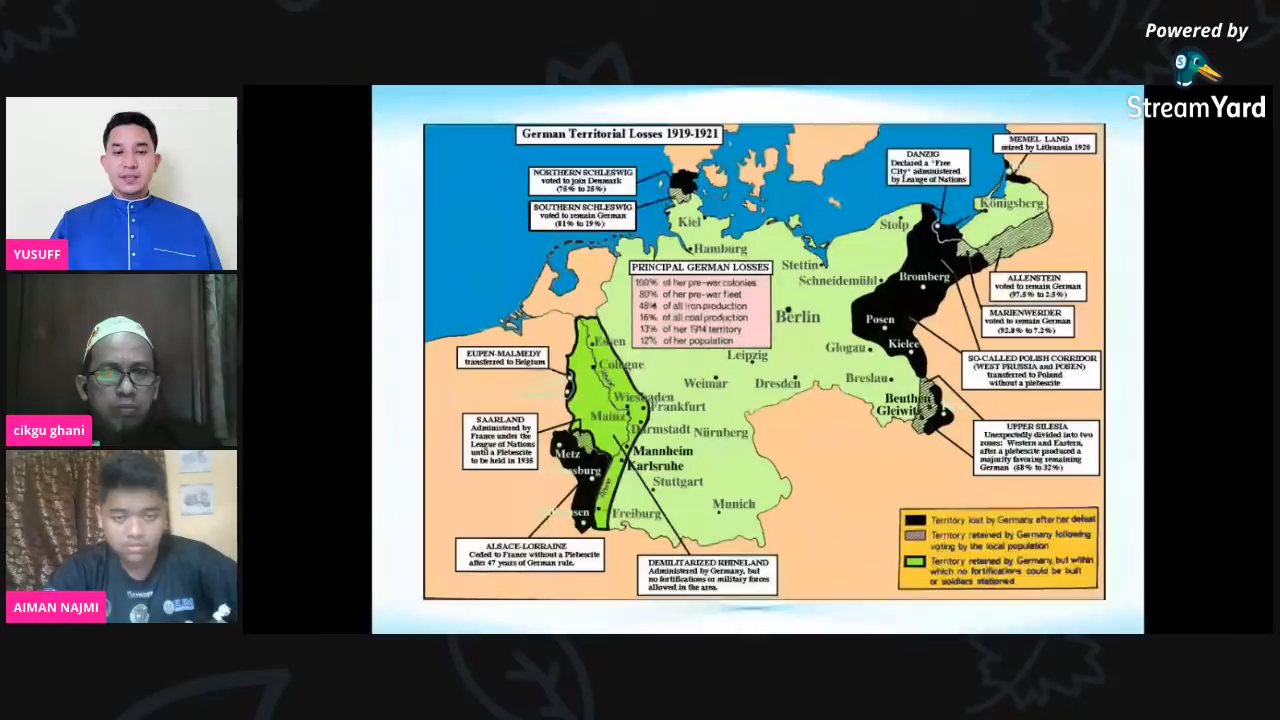 Powered by
StreamYard
YUSUFF
cikgu ghani
AIMAN NAJMI
German Territorial Losses 1919-1921
NORTHERN SCHLESWIG
voted to join Denmark
(75% to 25%)
SOUTHERN SCHLESWIG
voted to remain German
(81% to 19%)
DANZIG
Declared a "Free
City" administered
by League of Nations
MEMEL LAND
seized by Lithuania 1920
Königsberg
Kiel
Hamburg
Stolp
Stettin
Schneidemühl
Bromberg
ALLENSTEIN
voted to remain German
(97.5% to 2.5%)
MARIENWERDER
voted to remain German
(92.8% to 7.2%)
PRINCIPAL GERMAN LOSSES
100% of her pre-war colonies
80% of her pre-war fleet
48% of all iron production
16% of all coal production
13% of her 1914 territory
12% of her population
Berlin
Posen
Glogau
Kielce
SO-CALLED POLISH CORRIDOR
(WEST PRUSSIA and POSEN)
transferred to Poland
without a plebiscite
EUPEN-MALMEDY
transferred to Belgium
Essen
Cologne
Leipzig
Weimar
Dresden
Breslau
Wiesbaden
Frankfurt
Mainz
Darmstadt
Nürnberg
Beuthen
Gleiwit
SAARLAND
Administered by
France under the
League of Nations
until a Plebiscite
to be held in 1935
Metz
Mannheim
Karlsruhe
ssburg
Stuttgart
Munich
Freiburg
UPPER SILESIA
Unexpectedly divided into two
zones: Western and Eastern,
after a plebiscite produced a
majority favoring remaining
German (68% to 32%)
ALSACE-LORRAINE
Ceded to France without a Plebiscite
after 47 years of German rule.
DEMILITARIZED RHINELAND
Administered by Germany, but
no fortifications or military forces
allowed in the area.
Territory lost by Germany after her defeat
Territory retained by Germany following
voting by the local population
Territory retained by Germany, but within
which no fortifications could be built
or soldiers stationed